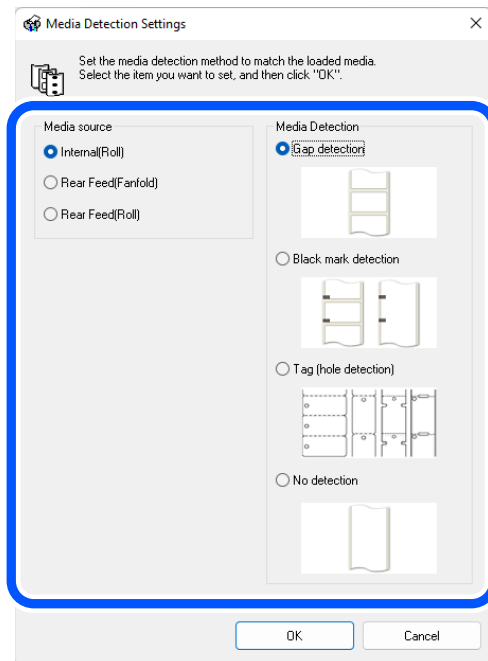 Media Detection Settings
Set the media detection method to match the loaded media.
Select the item you want to set, and then click "OK".
Media source
Internal(Roll)
Rear Feed(Fanfold)
Rear Feed(Roll)
Media Detection
Gap detection
Black mark detection
Tag (hole detection)
No detection
OK
Cancel